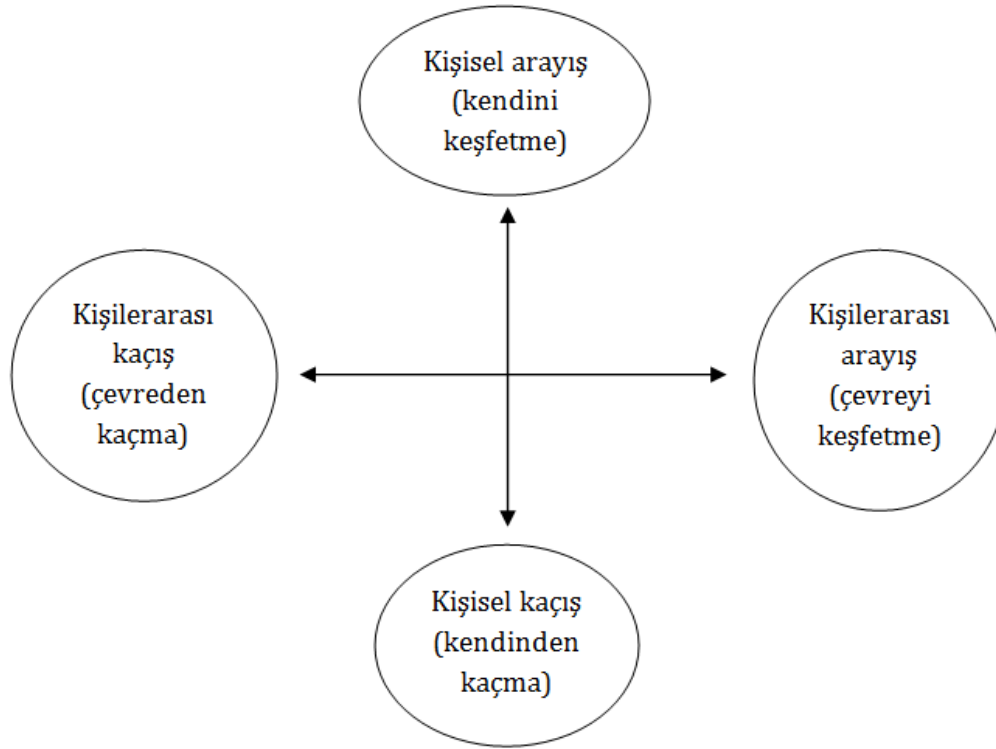 Kişisel arayış
(kendini
keşfetme)
Kişilerarası
kaçış
(çevreden
kaçma)
Kişilerarası
arayış
(çevreyi
keşfetme)
Kişisel kaçış
(kendinden
kaçma)